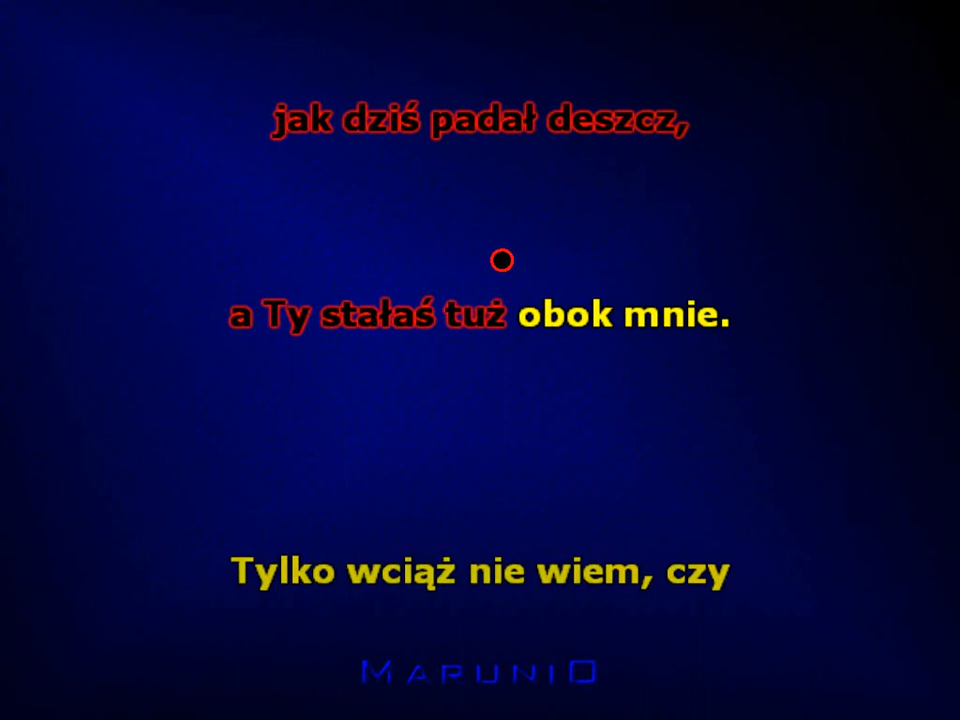 jak dziś padał deszcz,
a Ty stałaś tuż obok mnie.
Tylko wciąż nie wiem, czy
MARUNIO